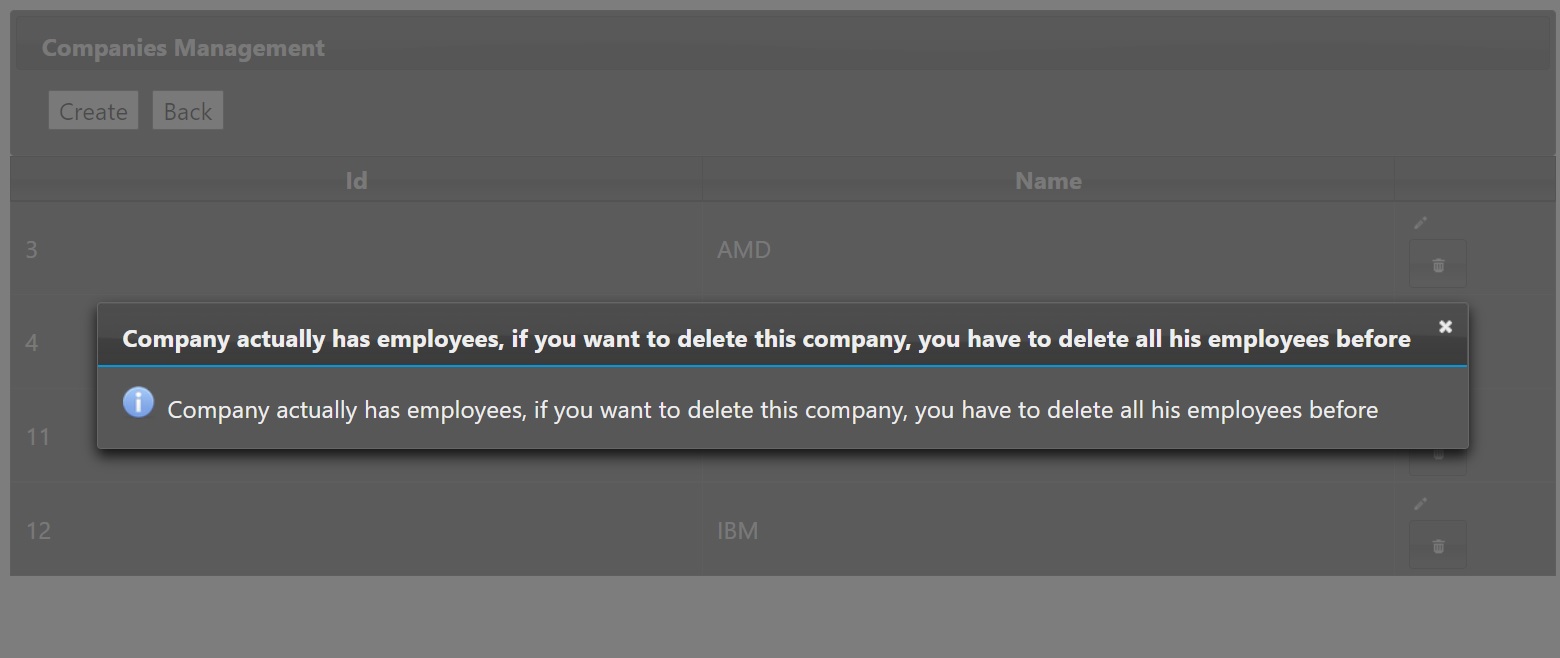 Companies Management
Create Back
Id Name
3 AMD
4
Company actually has employees, if you want to delete this company, you have to delete all his employees before
Company actually has employees, if you want to delete this company, you have to delete all his employees before
11
12 IBM